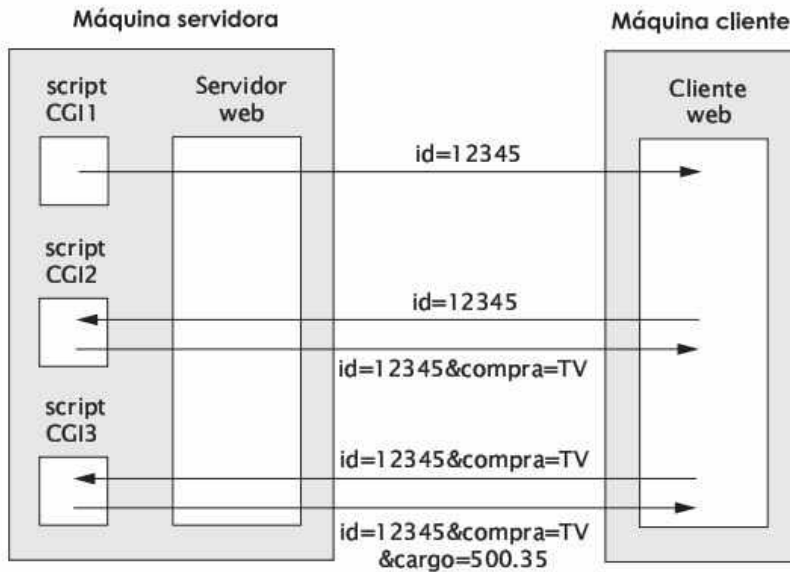 Máquina servidora
Máquina cliente
script
CGI1
Servidor
web
Cliente
web
id=12345
script
CGI2
id=12345
id=12345&compra=TV
script
CGI3
id=12345&compra=TV
id=12345&compra=TV
&cargo=500.35